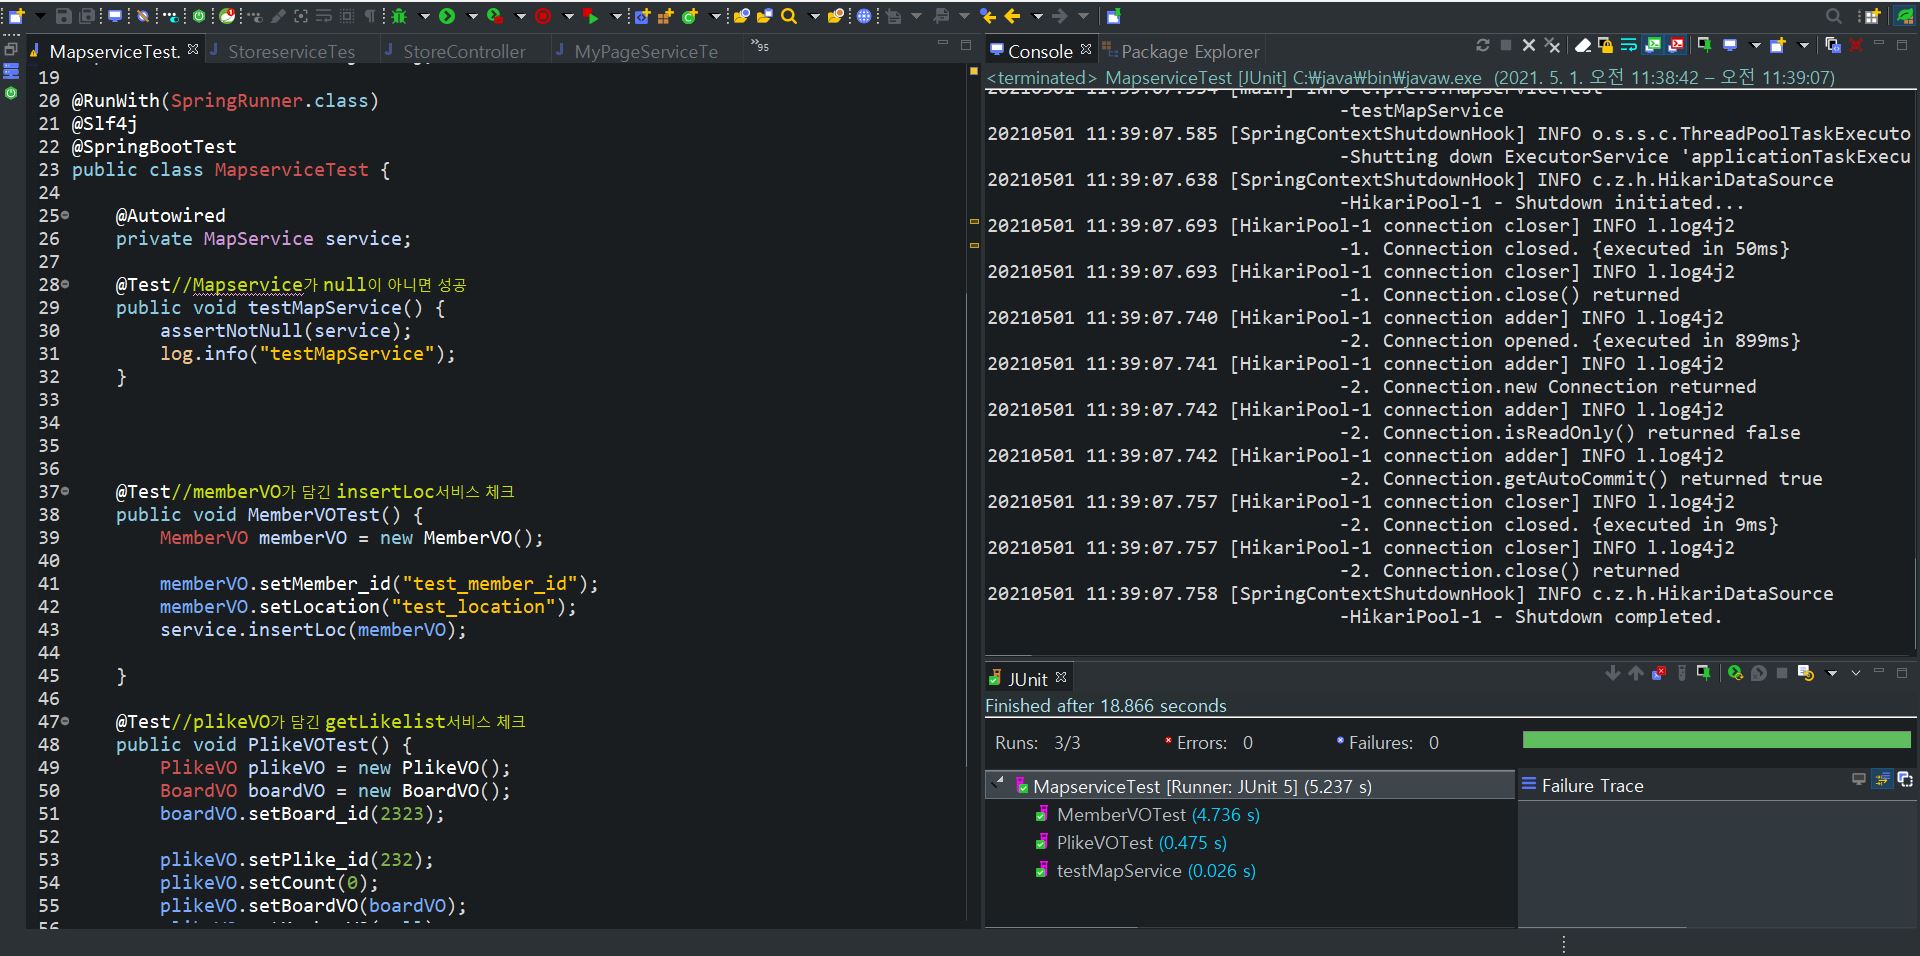 MapserviceTest.
StoreserviceTes
StoreController
MyPageServiceTe
»95
19
20 @RunWith(SpringRunner.class)
21 @Slf4j
22 @SpringBootTest
23 public class MapserviceTest {
24
25 @Autowired
26 private MapService service;
27
28 @Test//Mapservice가 null이 아니면 성공
29 public void testMapService() {
30 assertNotNull(service);
31 log.info("testMapService");
32 }
33
34
35
36
37 @Test//memberVO가 담긴 insertLoc서비스 체크
38 public void MemberVOTest() {
39 MemberVO memberVO = new MemberVO();
40
41 memberVO.setMember_id("test_member_id");
42 memberVO.setLocation("test_location");
43 service.insertLoc(memberVO);
44
45 }
46
47 @Test//plikeVO가 담긴 getLikelist서비스 체크
48 public void PlikeVOTest() {
49 PlikeVO plikeVO = new PlikeVO();
50 BoardVO boardVO = new BoardVO();
51 boardVO.setBoard_id(2323);
52
53 plikeVO.setPlike_id(232);
54 plikeVO.setCount(0);
55 plikeVO.setBoardVO(boardVO);
Console
Package Explorer
<terminated> MapserviceTest [JUnit] C:₩java₩bin₩javaw.exe (2021. 5. 1. 오전 11:38:42 – 오전 11:39:07)
-testMapService
20210501 11:39:07.585 [SpringContextShutdownHook] INFO o.s.s.c.ThreadPoolTaskExecuto
-Shutting down ExecutorService 'applicationTaskExecu
20210501 11:39:07.638 [SpringContextShutdownHook] INFO c.z.h.HikariDataSource
-HikariPool-1 - Shutdown initiated...
20210501 11:39:07.693 [HikariPool-1 connection closer] INFO l.log4j2
-1. Connection closed. {executed in 50ms}
20210501 11:39:07.693 [HikariPool-1 connection closer] INFO l.log4j2
-1. Connection.close() returned
20210501 11:39:07.740 [HikariPool-1 connection adder] INFO l.log4j2
-2. Connection opened. {executed in 899ms}
20210501 11:39:07.741 [HikariPool-1 connection adder] INFO l.log4j2
-2. Connection.new Connection returned
20210501 11:39:07.742 [HikariPool-1 connection adder] INFO l.log4j2
-2. Connection.isReadOnly() returned false
20210501 11:39:07.742 [HikariPool-1 connection adder] INFO l.log4j2
-2. Connection.getAutoCommit() returned true
20210501 11:39:07.757 [HikariPool-1 connection closer] INFO l.log4j2
-2. Connection closed. {executed in 9ms}
20210501 11:39:07.757 [HikariPool-1 connection closer] INFO l.log4j2
-2. Connection.close() returned
20210501 11:39:07.758 [SpringContextShutdownHook] INFO c.z.h.HikariDataSource
-HikariPool-1 - Shutdown completed.
JUnit
Finished after 18.866 seconds
Runs: 3/3
Errors: 0
Failures: 0
MapserviceTest [Runner: JUnit 5] (5.237 s)
MemberVOTest (4.736 s)
PlikeVOTest (0.475 s)
testMapService (0.026 s)
Failure Trace